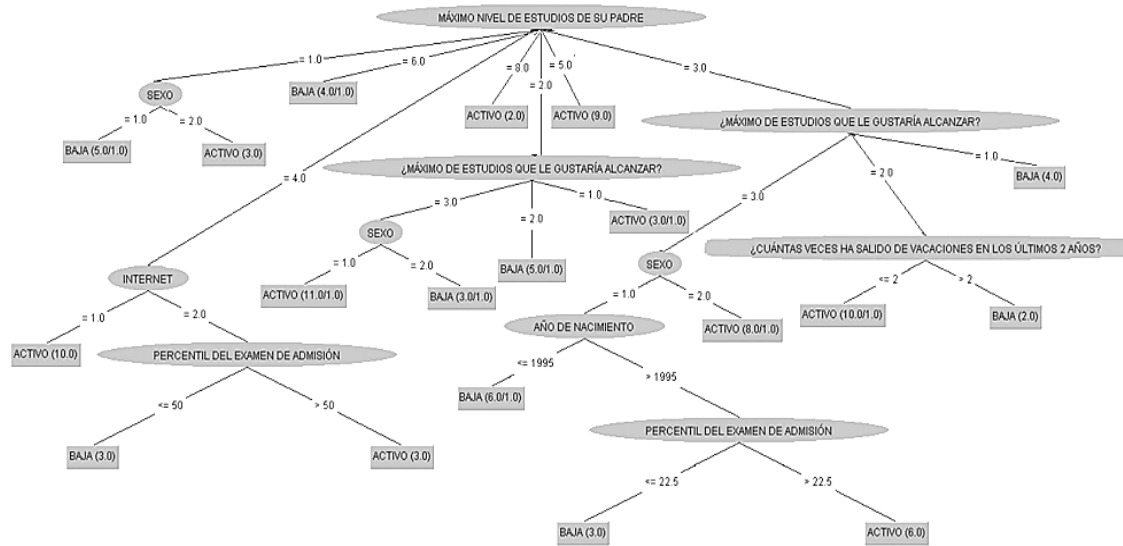 MÁXIMO NIVEL DE ESTUDIOS DE SU PADRE
= 1.0
= 6.0
= 8.0
= 5.0
= 2.0
= 3.0
= 4.0
SEXO
= 1.0
= 2.0
BAJA (5.0/1.0)
ACTIVO (3.0)
BAJA (4.0/1.0)
ACTIVO (2.0)
ACTIVO (9.0)
¿MÁXIMO DE ESTUDIOS QUE LE GUSTARÍA ALCANZAR?
= 3.0
= 2.0
= 1.0
BAJA (4.0)
¿MÁXIMO DE ESTUDIOS QUE LE GUSTARÍA ALCANZAR?
= 3.0
= 2.0
= 1.0
ACTIVO (3.0/1.0)
SEXO
= 1.0
= 2.0
ACTIVO (11.0/1.0)
BAJA (3.0/1.0)
BAJA (5.0/1.0)
¿CUÁNTAS VECES HA SALIDO DE VACACIONES EN LOS ÚLTIMOS 2 AÑOS?
<= 2
> 2
ACTIVO (10.0/1.0)
BAJA (2.0)
SEXO
= 1.0
= 2.0
ACTIVO (8.0/1.0)
INTERNET
= 1.0
= 2.0
ACTIVO (10.0)
PERCENTIL DEL EXAMEN DE ADMISIÓN
<= 50
> 50
BAJA (3.0)
ACTIVO (3.0)
AÑO DE NACIMIENTO
<= 1995
> 1995
BAJA (6.0/1.0)
PERCENTIL DEL EXAMEN DE ADMISIÓN
<= 22.5
> 22.5
BAJA (3.0)
ACTIVO (6.0)